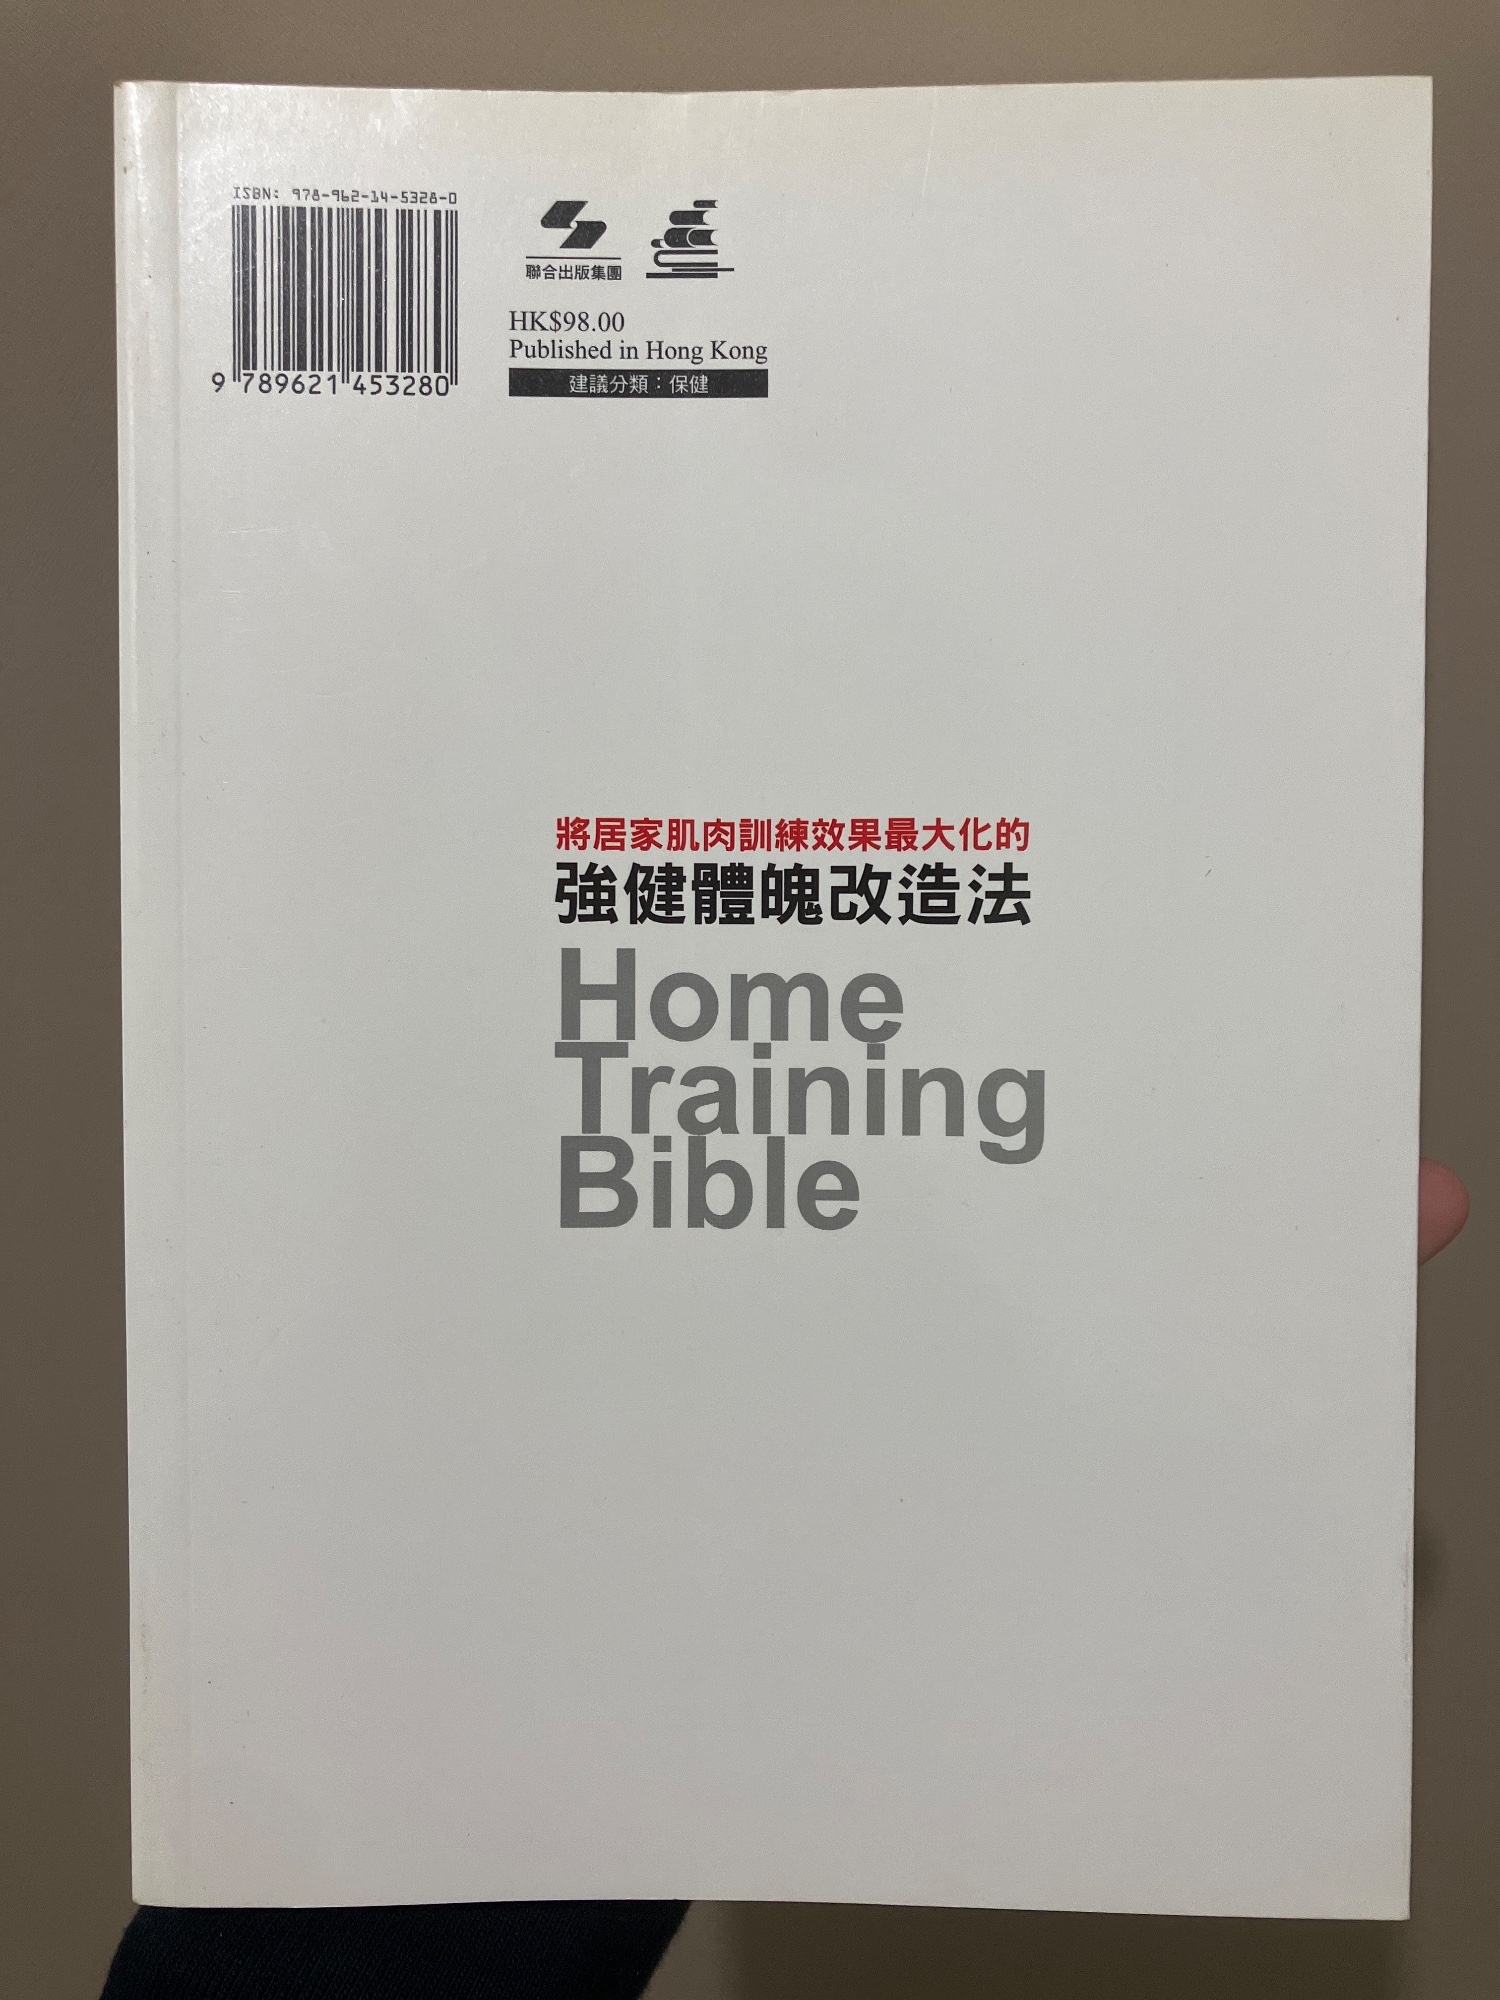 ISBN: 978-962-14-5328-0
9 789621 453280
聯合出版集團
HK$98.00
Published in Hong Kong
建議分類：保健
將居家肌肉訓練效果最大化的
強健體魄改造法
Home
Training
Bible